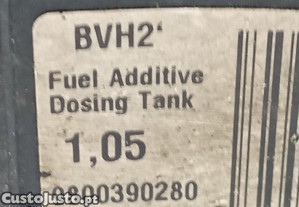 BVH2'
Fuel Additive
Dosing Tank
1,05
0800390280
CustoJusto.pt